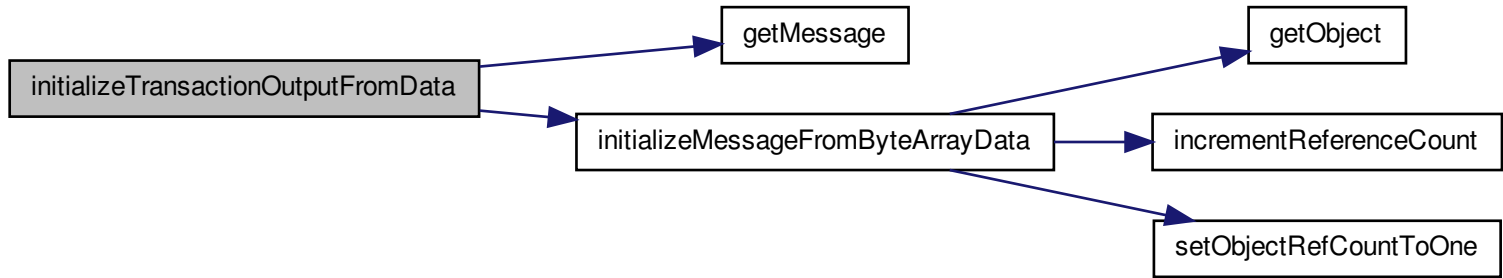 initializeTransactionOutputFromData
getMessage
initializeMessageFromByteArrayData
getObject
incrementReferenceCount
setObjectRefCountToOne